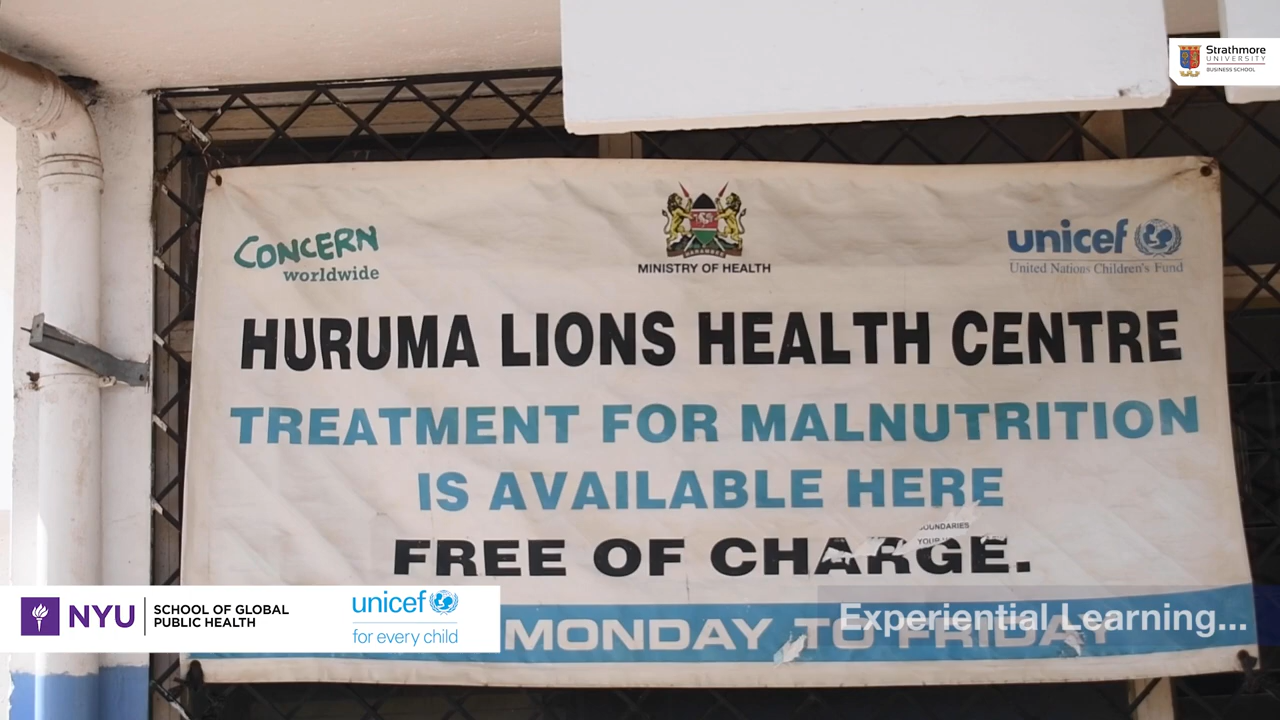 Strathmore
UNIVERSITY
BUSINESS SCHOOL
CONCERN
worldwide
MINISTRY OF HEALTH
unicef
United Nations Children's Fund
HURUMA LIONS HEALTH CENTRE
TREATMENT FOR MALNUTRITION
IS AVAILABLE HERE
FREE OF CHARGE.
MONDAY TO FRIDAY
NYU
SCHOOL OF GLOBAL
PUBLIC HEALTH
unicef
for every child
Experiential Learning...